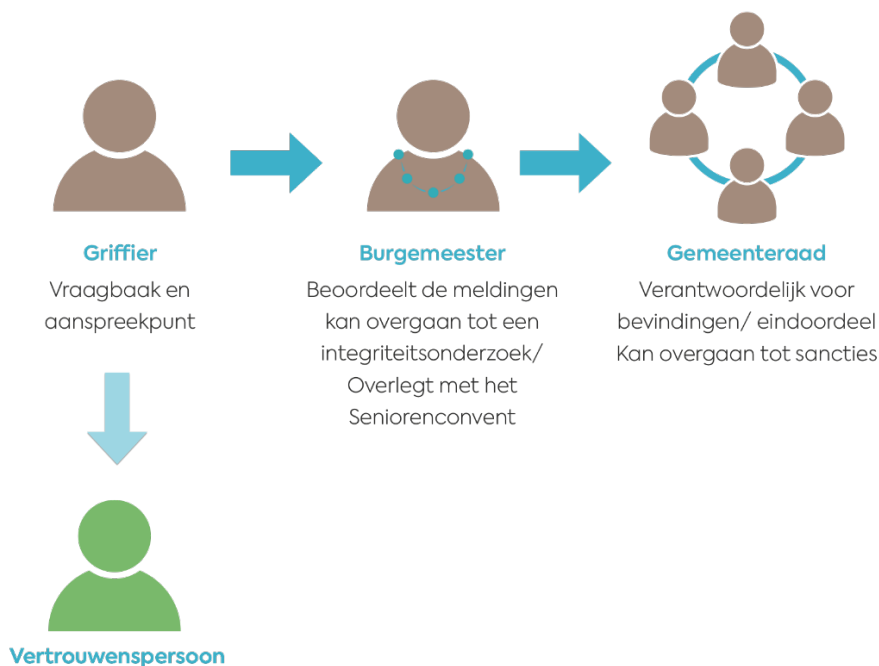 Griffier
Vraagbaak en
aanspreekpunt
Burgemeester
Beoordeelt de meldingen
kan overgaan tot een
integriteitsonderzoek/
Overlegt met het
Seniorenconvent
Gemeenteraad
Verantwoordelijk voor
bevindingen/ eindoordeel
Kan overgaan tot sancties
Vertrouwenspersoon